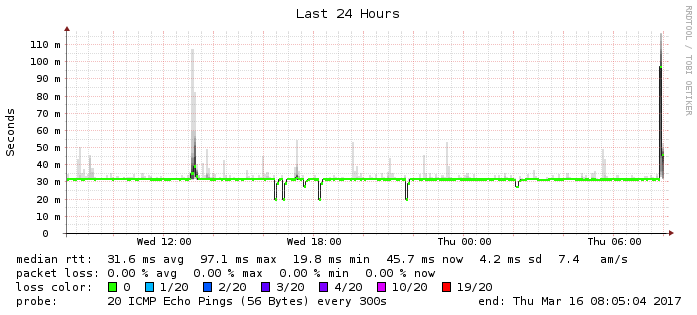 Last 24 Hours
RRDTOOL / TOBI OETIKER
Seconds
110 m
100 m
90 m
80 m
70 m
60 m
50 m
40 m
30 m
20 m
10 m
0
Wed 12:00 Wed 18:00 Thu 00:00 Thu 06:00
median rtt: 31.6 ms avg 97.1 ms max 19.8 ms min 45.7 ms now 4.2 ms sd 7.4 am/s
packet loss: 0.00 % avg 0.00 % max 0.00 % min 0.00 % now
loss color: 0 1/20 2/20 3/20 4/20 10/20 19/20
probe: 20 ICMP Echo Pings (56 Bytes) every 300s end: Thu Mar 16 08:05:04 2017